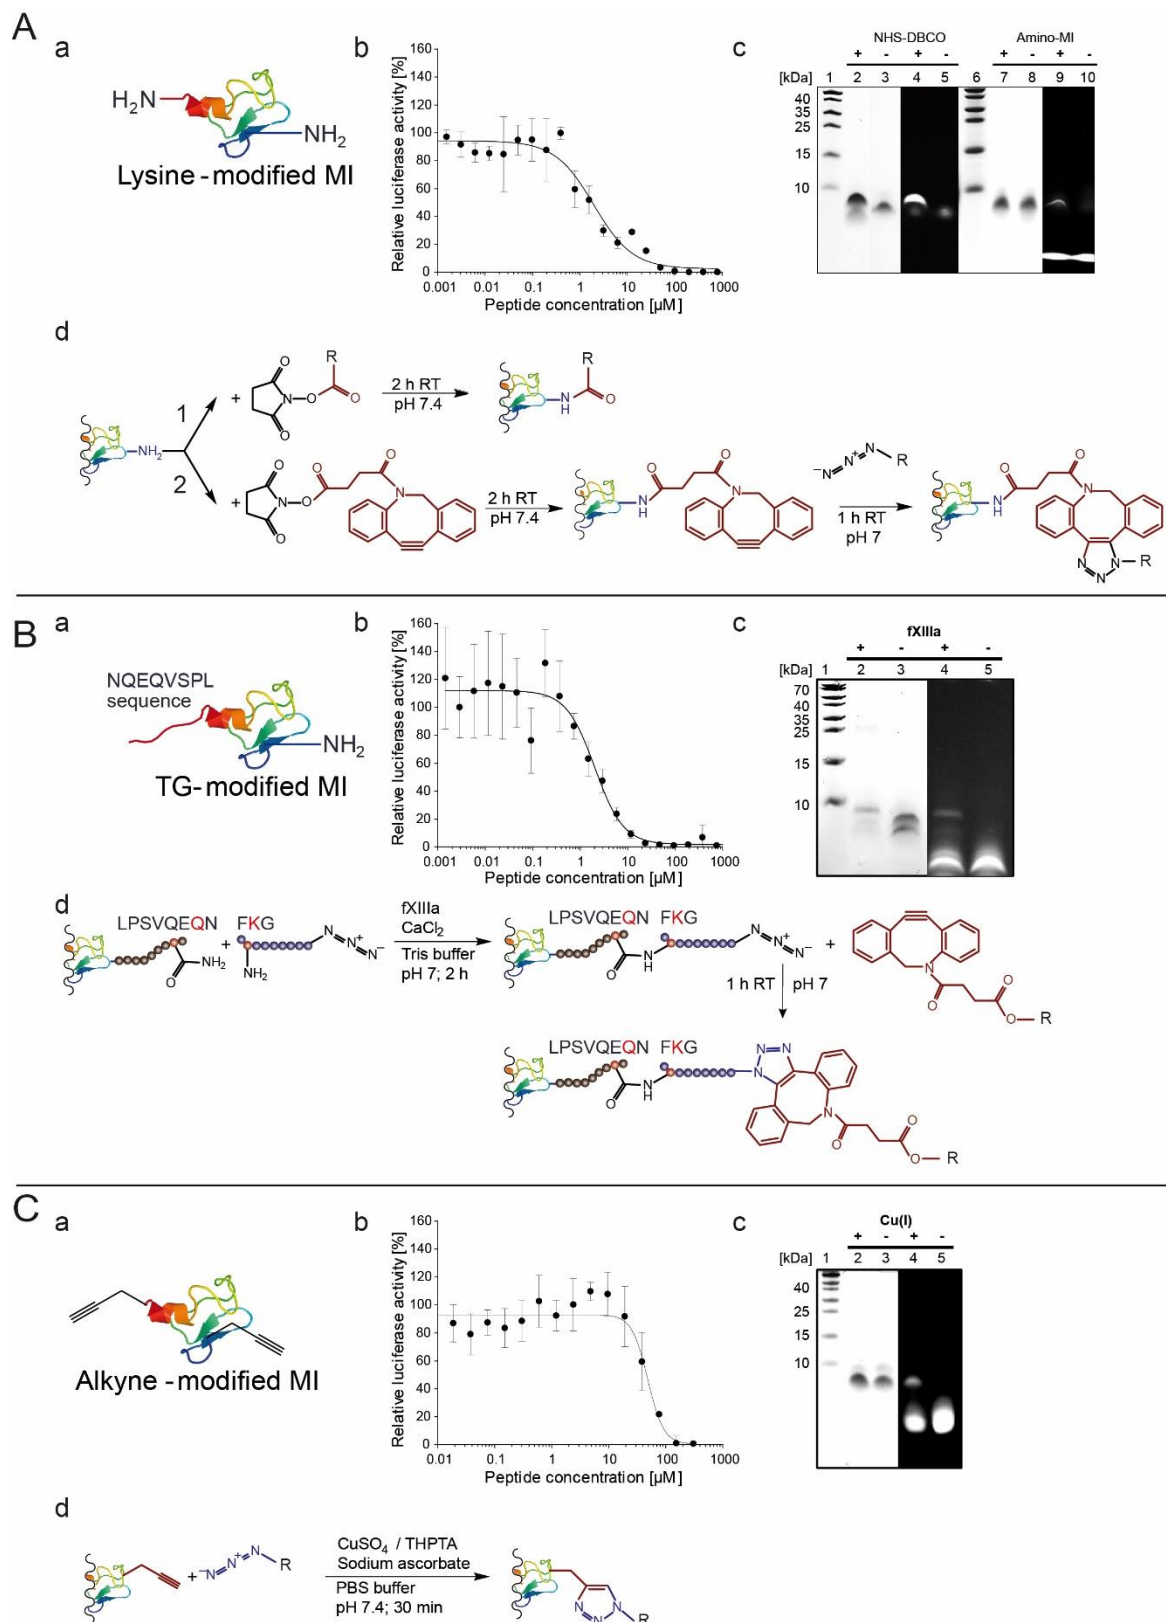 A
a
H2N
NH2
Lysine-modified MI
b
Relative luciferase activity [%]
160
140
120
100
80
60
40
20
0
0.001 0.01 0.1 1 10 100 1000
Peptide concentration [µM]
c
NHS-DBCO Amino-MI
+ - + - + - + -
[kDa] 1 2 3 4 5 6 7 8 9 10
40
35
25
15
10
d
NH2
1
+
O
N-O
O
R
O
2 h RT
pH 7.4
N
H
R
O
2
+
O
N-O
O
O
O
N
2 h RT
pH 7.4
N
H
O
O
N
−N=N+=N R
1 h RT
pH 7
N
H
O
O
N
N N N R
B
a
NQEQVSPL
sequence
NH2
TG-modified MI
b
Relative luciferase activity [%]
160
140
120
100
80
60
40
20
0
0.001 0.01 0.1 1 10 100 1000
Peptide concentration [µM]
c
fXIIIa
+ - + -
[kDa] 1 2 3 4 5
70
50
40
35
25
15
10
d
LPSVQEQN FKG
+
O NH2
NH2
N=N+=N−
fXIIIa
CaCl2
Tris buffer
pH 7; 2 h
LPSVQEQN FKG
O N
H
N=N+=N−
+
N
O
O
O R
1 h RT pH 7
LPSVQEQN FKG
O N
H
N=N
N
N
O
O
O R
C
a
Alkyne-modified MI
b
Relative luciferase activity [%]
160
140
120
100
80
60
40
20
0
0.01 0.1 1 10 100 1000
Peptide concentration [µM]
c
Cu(I)
+ - + -
[kDa] 1 2 3 4 5
40
25
15
10
d
+ −N=N+=N R
CuSO4 / THPTA
Sodium ascorbate
PBS buffer
pH 7.4; 30 min
N N N
R